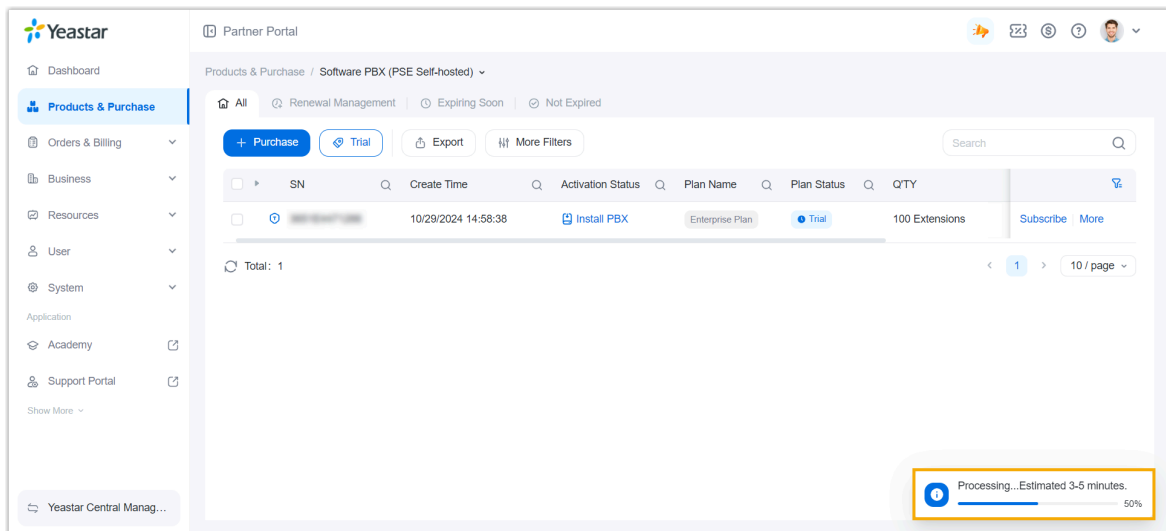 Yeastar
Partner Portal
Dashboard
Products & Purchase
Orders & Billing
Business
Resources
User
System
Application
Academy
Support Portal
Show More
Yeastar Central Manag...
Products & Purchase / Software PBX (PSE Self-hosted)
All Renewal Management Expiring Soon Not Expired
+ Purchase Trial Export More Filters Search
SN Create Time Activation Status Plan Name Plan Status Q'TY
10/29/2024 14:58:38 Install PBX Enterprise Plan Trial 100 Extensions Subscribe More
Total: 1 < 1 > 10 / page
Processing...Estimated 3-5 minutes.
50%